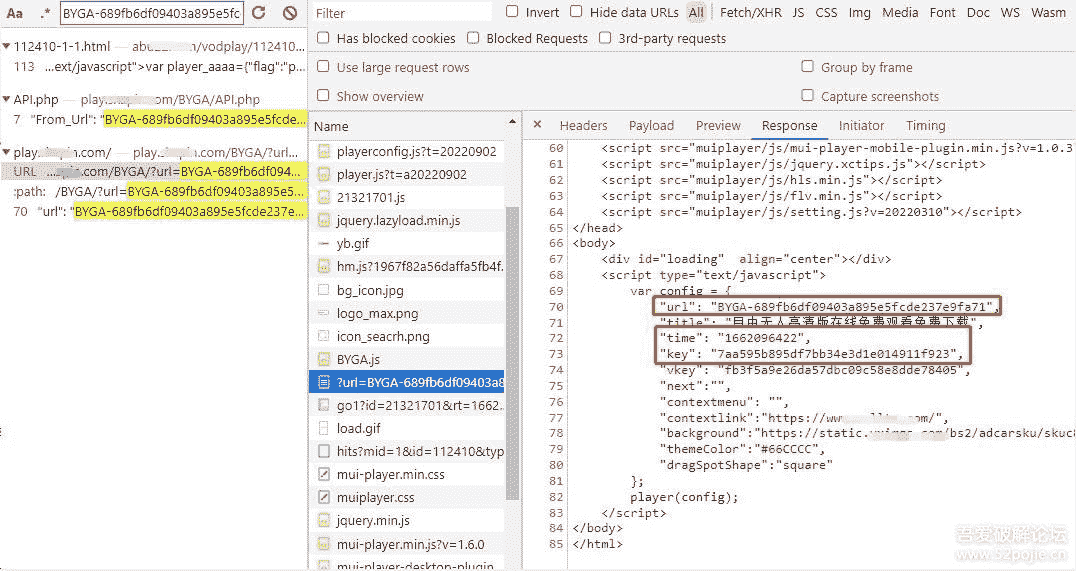 Aa .* BYGA-689fb6df09403a895e5fc
112410-1-1.html — /vodplay/112410...
113 ...ext/javascript">var player_aaaa={"flag":"p...
API.php — play. .com/BYGA/API.php
7 "From_Url": "BYGA-689fb6df09403a895e5fcde...
play. .com/ — play. .com/BYGA/?url...
URL .com/BYGA/?url=BYGA-689fb6df094...
:path: /BYGA/?url=BYGA-689fb6df09403a895e5...
70 "url": "BYGA-689fb6df09403a895e5fcde237e...
Filter Invert Hide data URLs All Fetch/XHR JS CSS Img Media Font Doc WS Wasm
Has blocked cookies Blocked Requests 3rd-party requests
Use large request rows Group by frame
Show overview Capture screenshots
Name
playerconfig.js?t=20220902
player.js?t=a20220902
21321701.js
jquery.lazyload.min.js
yb.gif
hm.js?1967f82a56daffa5fb4f.
bg_icon.jpg
logo_max.png
icon_seacrh.png
BYGA.js
?url=BYGA-689fb6df09403a8
go1?id=21321701&rt=1662.
load.gif
hits?mid=1&id=112410&typ
mui-player.min.css
muiplayer.css
jquery.min.js
mui-player.min.js?v=1.6.0
mui-player-desktop-plugin
× Headers Payload Preview Response Initiator Timing
60 <script src="muiplayer/js/mui-player-mobile-plugin.min.js?v=1.0.3
61 <script src="muiplayer/js/jquery.xctips.js"></script>
62 <script src="muiplayer/js/hls.min.js"></script>
63 <script src="muiplayer/js/flv.min.js"></script>
64 <script src="muiplayer/js/setting.js?v=20220310"></script>
65 </head>
66 <body>
67 <div id="loading" align="center"></div>
68 <script type="text/javascript">
69 var config = {
70 "url": "BYGA-689fb6df09403a895e5fcde237e9fa71",
71 "title": "自由无人高清版在线免费观看免费下载",
72 "time": "1662096422",
73 "key": "7aa595b895df7bb34e3d1e014911f923",
74 "vkey": "fb3f5a9e26da57dbc09c58e8dde78405",
75 "next":"",
76 "contextmenu": "",
77 "contextlink":"https://www. .com/",
78 "background":"https://static. .com/bs2/adcarsku/skuc8
79 "themeColor":"#66CCCC",
80 "dragSpotShape":"square"
81 };
82 player(config);
83 </script>
84 </body>
85 </html>
吾爱破解论坛
www.52pojie.cn